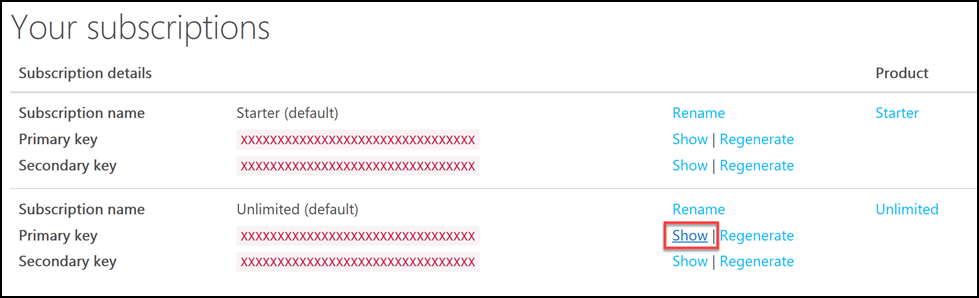 Your subscriptions
Subscription details Product
Subscription name Starter (default) Rename Starter
Primary key XXXXXXXXXXXXXXXXXXXXXXXXXXXXXXXX Show | Regenerate
Secondary key XXXXXXXXXXXXXXXXXXXXXXXXXXXXXXXX Show | Regenerate
Subscription name Unlimited (default) Rename Unlimited
Primary key XXXXXXXXXXXXXXXXXXXXXXXXXXXXXXXX Show | Regenerate
Secondary key XXXXXXXXXXXXXXXXXXXXXXXXXXXXXXXX Show | Regenerate